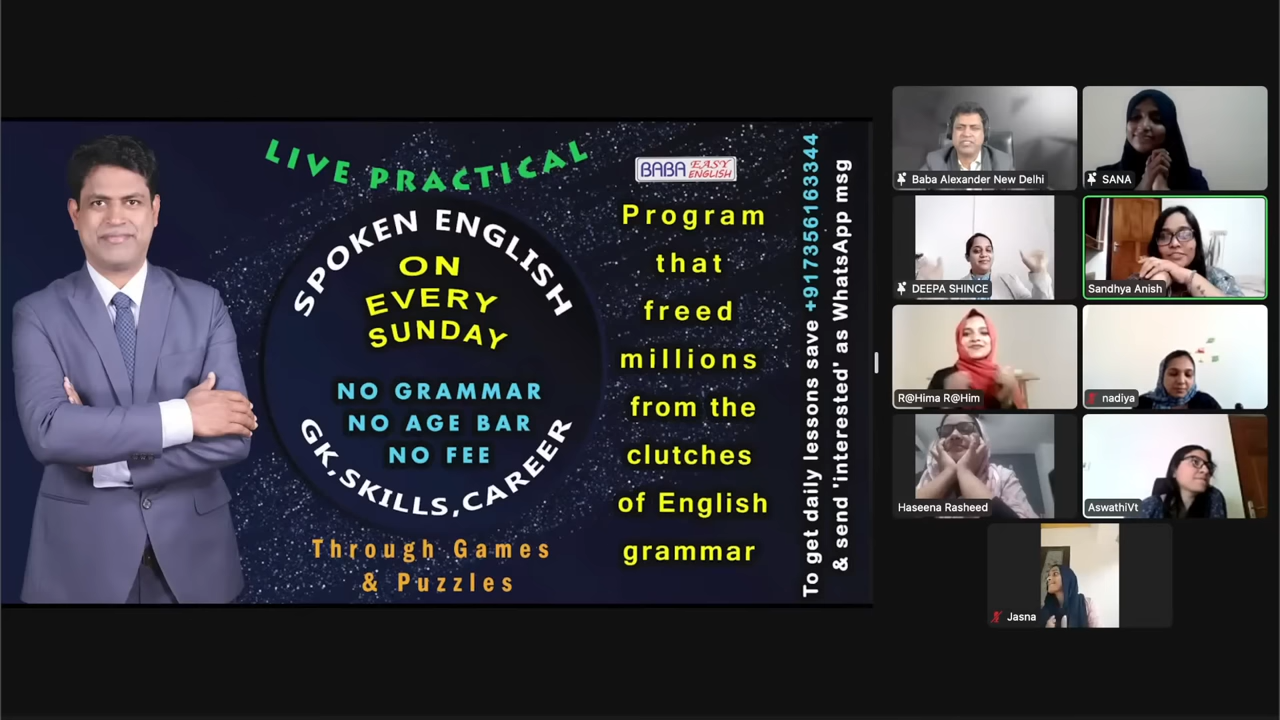 LIVE PRACTICAL
SPOKEN ENGLISH
ON
EVERY
SUNDAY
NO GRAMMAR
NO AGE BAR
NO FEE
GK,SKILLS,CAREER
Through Games
& Puzzles
BABA EASY ENGLISH
Program
that
freed
millions
from the
clutches
of English
grammar
To get daily lessons save +917356163344
& send 'interested' as WhatsApp msg
Baba Alexander New Delhi
SANA
DEEPA SHINCE
Sandhya Anish
R@Hima R@Him
nadiya
Haseena Rasheed
AswathiVt
Jasna